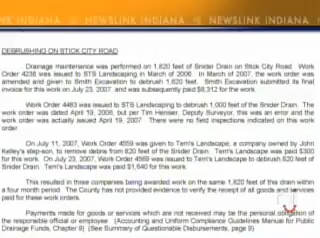 NEWSLINK INDIANA NEWSLINK INDIANA
DEBRUSHING ON STICK CITY ROAD
Drainage maintenance was performed on 1,620 feet of Snider Drain on Stick City Road. Work
Order 4238 was issued to STS Landscaping in March of 2006. In March of 2007, the work order was
amended and given to Smith Excavation to debrush 1,620 feet. Smith Excavation submitted its final
invoice for this work on July 23, 2007, and was subsequently paid $8,312 for the work.
Work Order 4483 was issued to STS Landscaping to debrush 1,000 feet of the Snider Drain. The
work order was dated April 19, 2006, but per Tim Heinser, Deputy Surveyor, this was an error and the
work order was actually issued April 19, 2007. There were no field inspections indicated on this work
order.
On July 11, 2007, Work Order 4559 was given to Terni's Landscape, a company owned by John
Kelley's step-son, to remove debris from 820 feet of the Snider Drain. Terni's Landscape was paid $300
for this work. On July 23, 2007, Work Order 4569 was issued to Terni's Landscape to debrush 820 feet of
Snider Drain. Terni's Landscape was paid $1,640 for this work.
This resulted in three companies being awarded work on the same 1,620 feet of this drain within
a four month period. The County has not provided evidence to verify the receipt of all goods and services
paid for these work orders.
Payments made for goods or services which are not received may be the personal obligation of
the responsible official or employee. (Accounting and Uniform Compliance Guidelines Manual for Public
Drainage Funds, Chapter 9) (See Summary of Questionable Disbursements, page 9)